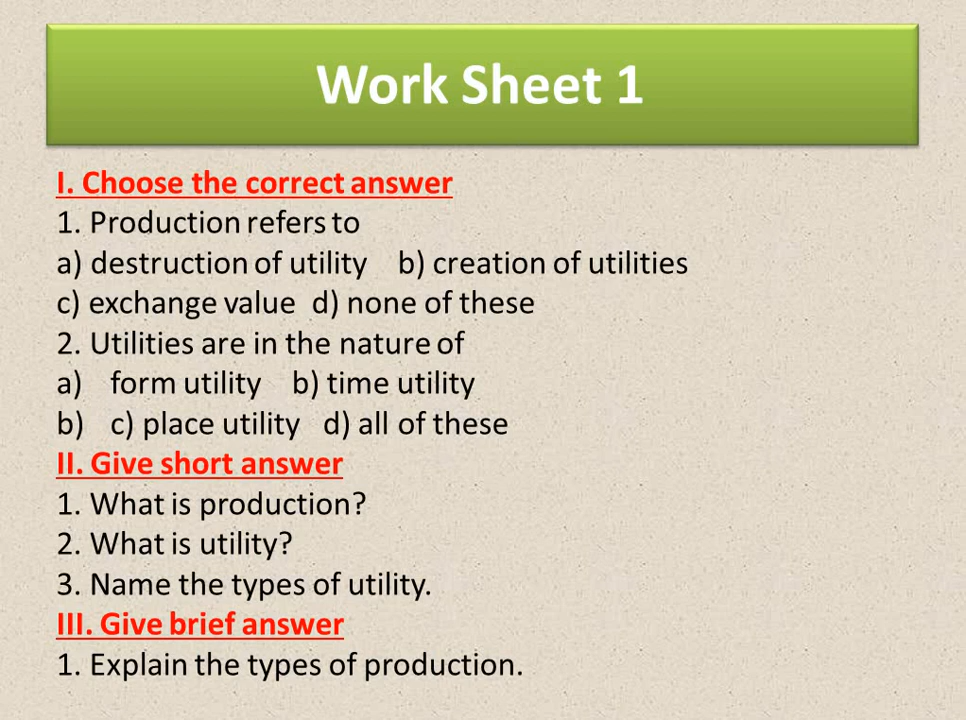 Work Sheet 1
I. Choose the correct answer
1. Production refers to
a) destruction of utility b) creation of utilities
c) exchange value d) none of these
2. Utilities are in the nature of
a) form utility b) time utility
b) c) place utility d) all of these
II. Give short answer
1. What is production?
2. What is utility?
3. Name the types of utility.
III. Give brief answer
1. Explain the types of production.